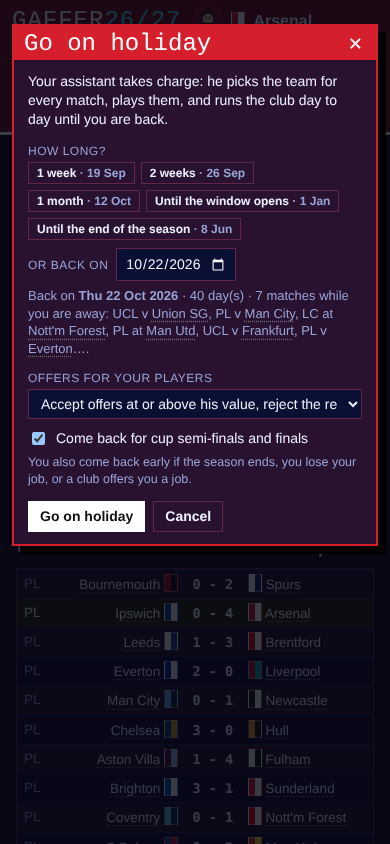 GAFFER26/27 Arsenal
Go on holiday ×
Your assistant takes charge: he picks the team for
every match, plays them, and runs the club day to
day until you are back.
HOW LONG?
1 week · 19 Sep 2 weeks · 26 Sep
1 month · 12 Oct Until the window opens · 1 Jan
Until the end of the season · 8 Jun
OR BACK ON 10/22/2026
Back on Thu 22 Oct 2026 · 40 day(s) · 7 matches while
you are away: UCL v Union SG, PL v Man City, LC at
Nott'm Forest, PL at Man Utd, UCL v Frankfurt, PL v
Everton….
OFFERS FOR YOUR PLAYERS
Accept offers at or above his value, reject the re
Come back for cup semi-finals and finals
You also come back early if the season ends, you lose your
job, or a club offers you a job.
Go on holiday Cancel
PL Bournemouth 0 - 2 Spurs
PL Ipswich 0 - 4 Arsenal
PL Leeds 1 - 3 Brentford
PL Everton 2 - 0 Liverpool
PL Man City 0 - 1 Newcastle
PL Chelsea 3 - 0 Hull
PL Aston Villa 1 - 4 Fulham
PL Brighton 3 - 1 Sunderland
PL Coventry 0 - 1 Nott'm Forest